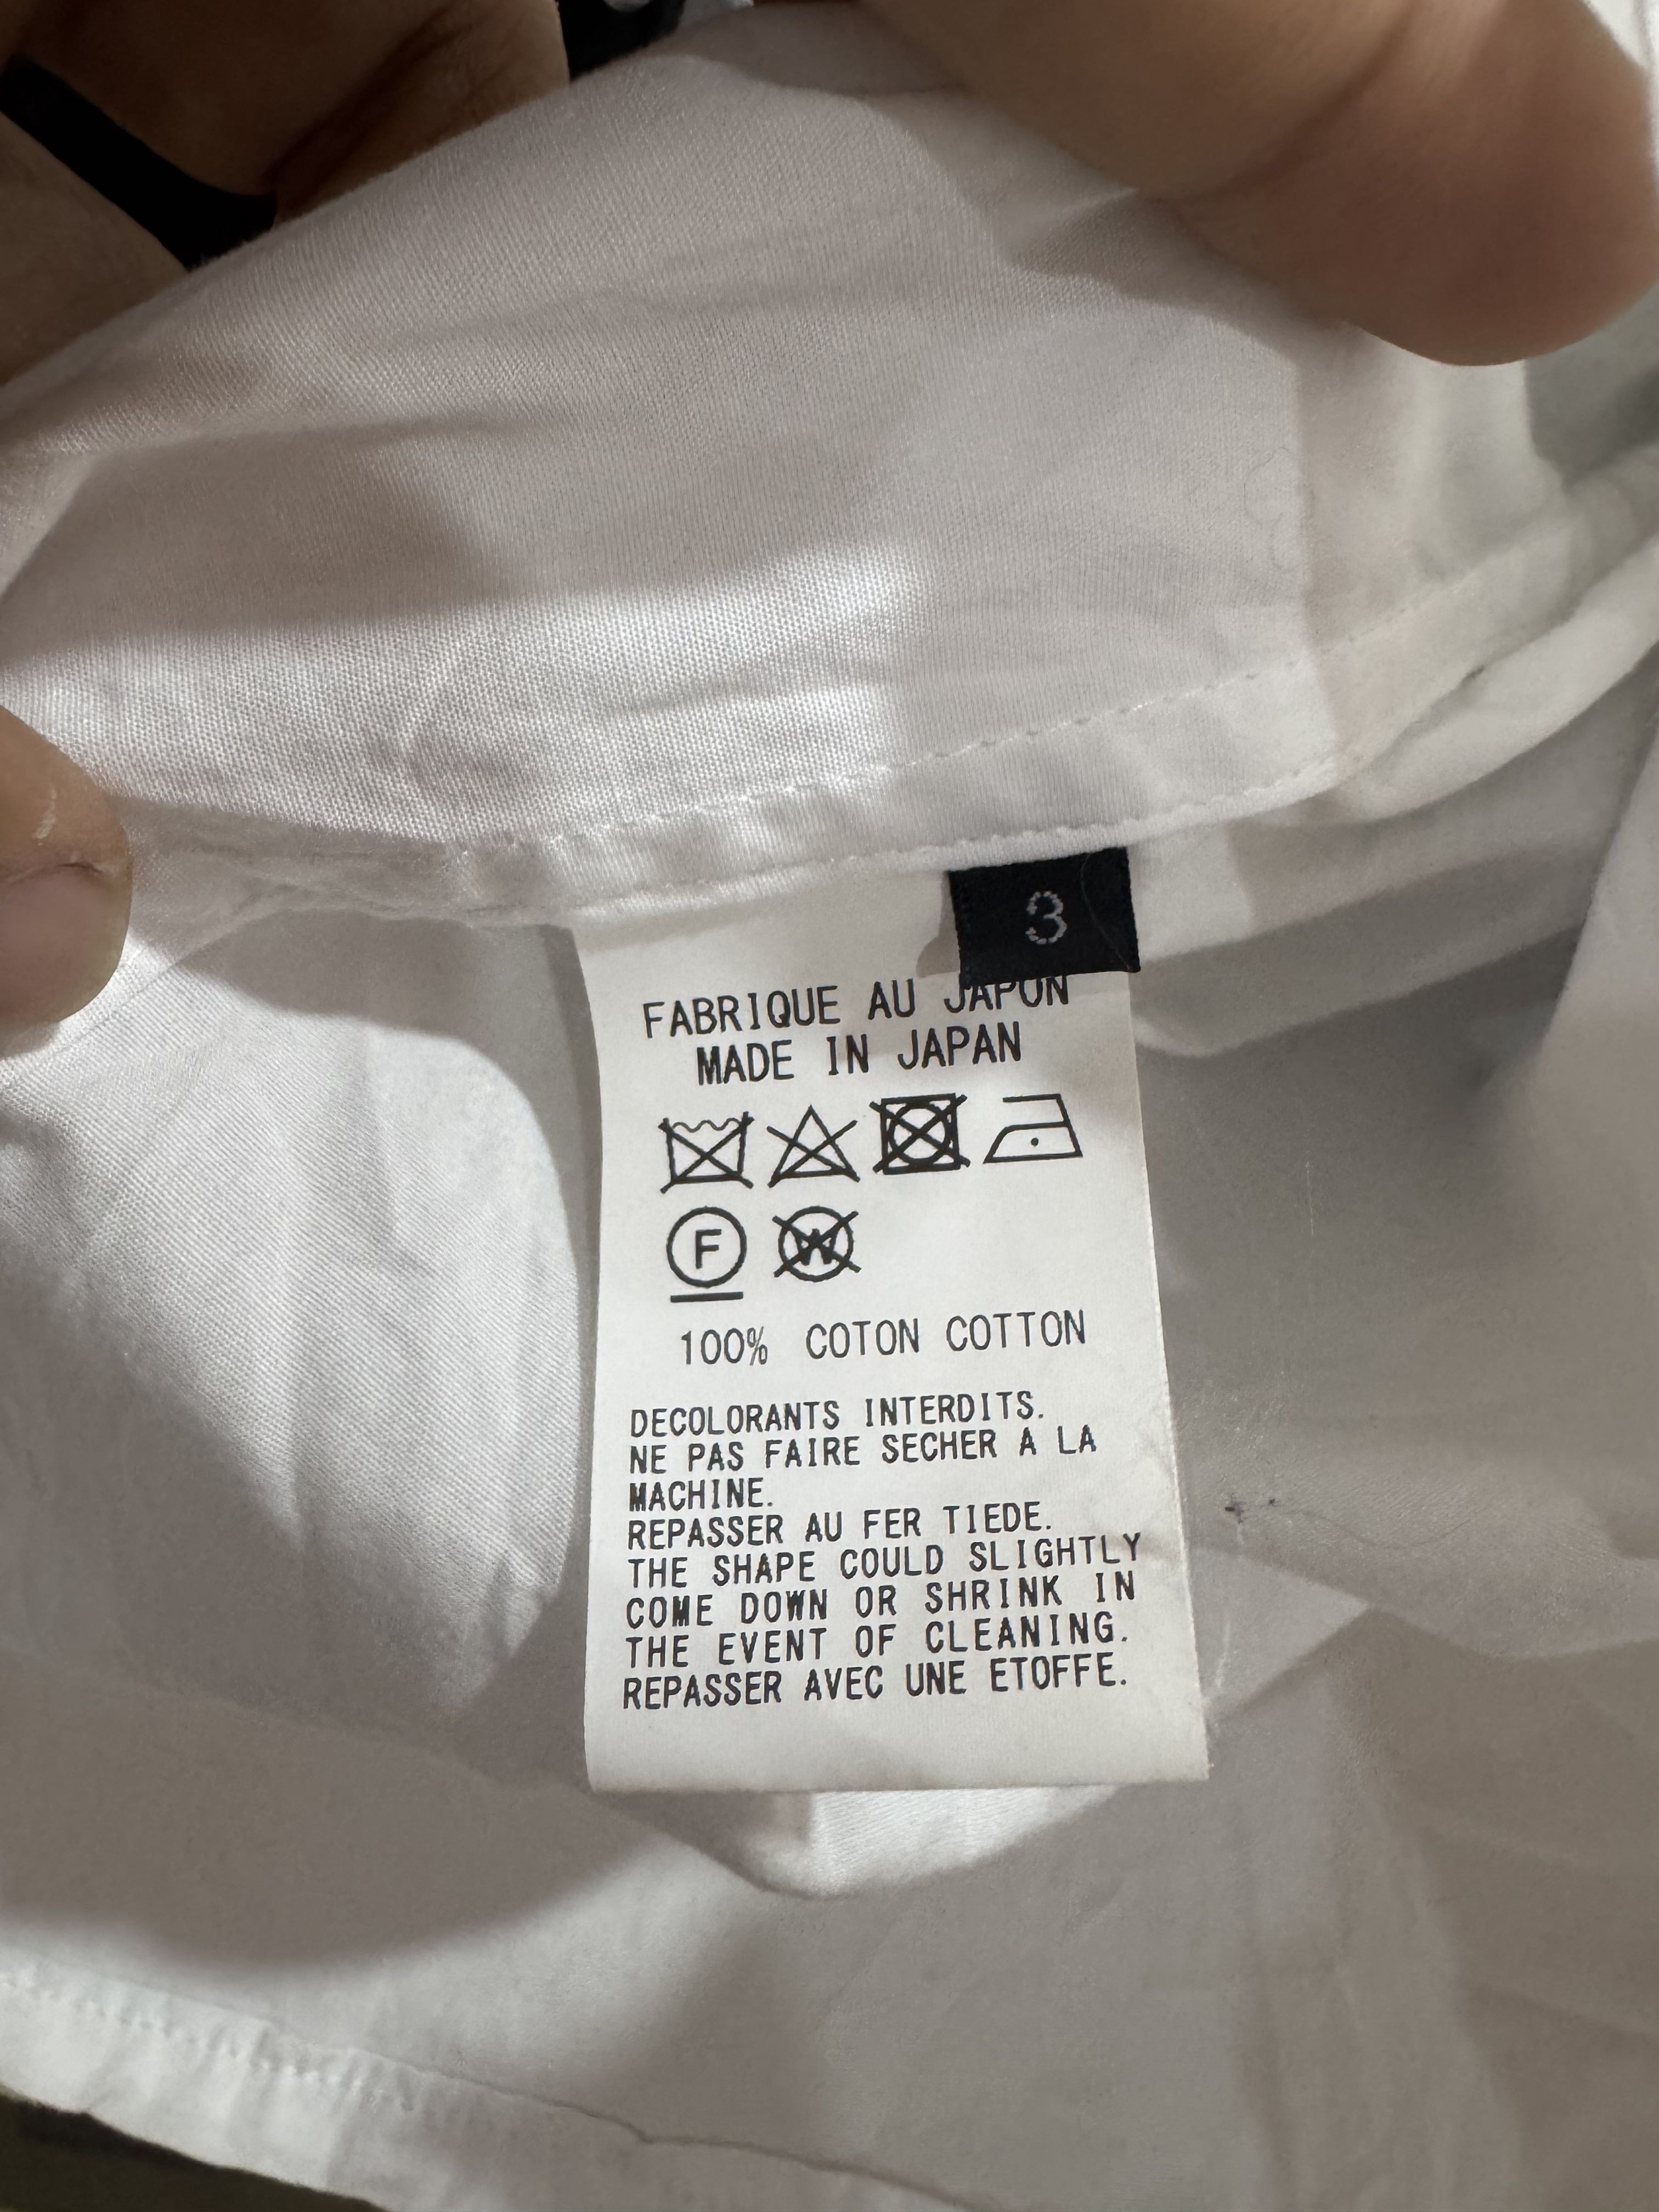 3
FABRIQUE AU JAPON
MADE IN JAPAN
F W
100% COTON COTTON
DECOLORANTS INTERDITS.
NE PAS FAIRE SECHER A LA
MACHINE.
REPASSER AU FER TIEDE.
THE SHAPE COULD SLIGHTLY
COME DOWN OR SHRINK IN
THE EVENT OF CLEANING.
REPASSER AVEC UNE ETOFFE.